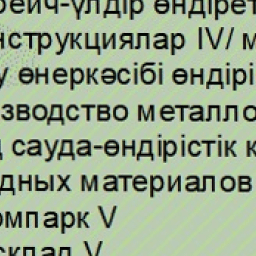 рейч-үлдір өндірет
нструкциялар IV/ м
у өнеркәсібі өндірі
зводство металло
сауда-өндірістік к
дных материалов
омпарк V
склад V